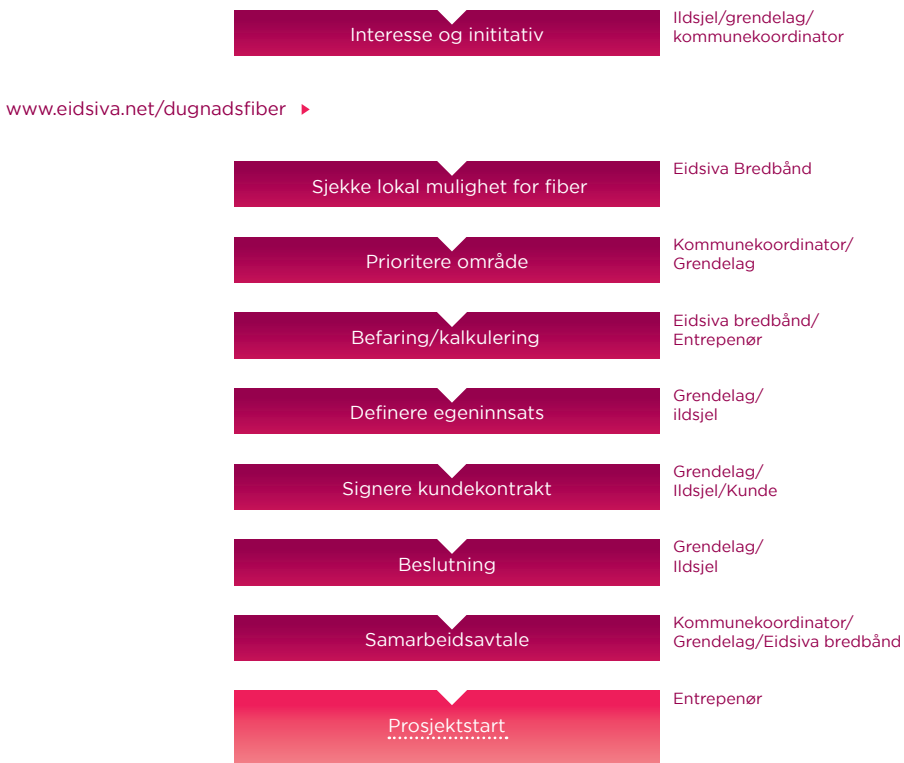 Interesse og inititativ
Ildsjel/grendelag/
kommunekoordinator
www.eidsiva.net/dugnadsfiber
Sjekke lokal mulighet for fiber
Eidsiva Bredbånd
Prioritere område
Kommunekoordinator/
Grendelag
Befaring/kalkulering
Eidsiva bredbånd/
Entrepenør
Definere egeninnsats
Grendelag/
ildsjel
Signere kundekontrakt
Grendelag/
Ildsjel/Kunde
Beslutning
Grendelag/
Ildsjel
Samarbeidsavtale
Kommunekoordinator/
Grendelag/Eidsiva bredbånd
Prosjektstart
Entrepenør